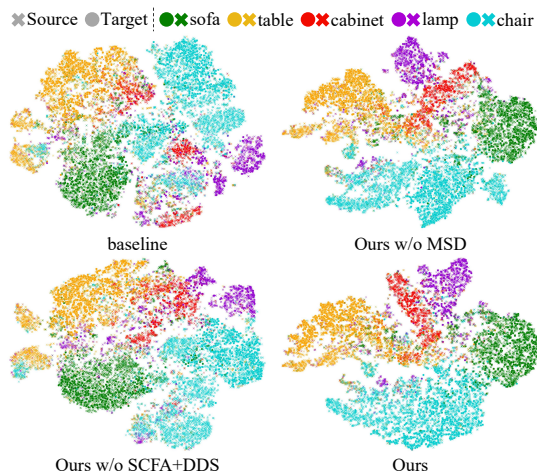 Source Target sofa table cabinet lamp chair
baseline Ours w/o MSD
Ours w/o SCFA+DDS Ours